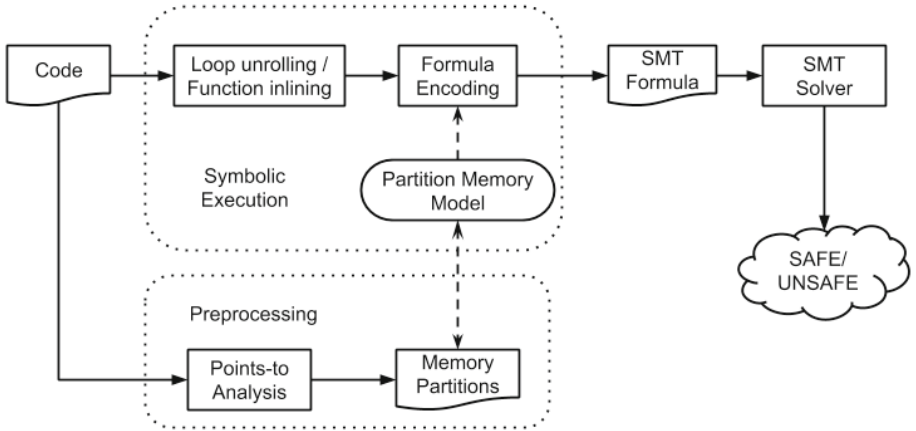 Code
Loop unrolling /
Function inlining
Formula
Encoding
SMT
Formula
SMT
Solver
Symbolic
Execution
Partition Memory
Model
SAFE/
UNSAFE
Preprocessing
Points-to
Analysis
Memory
Partitions